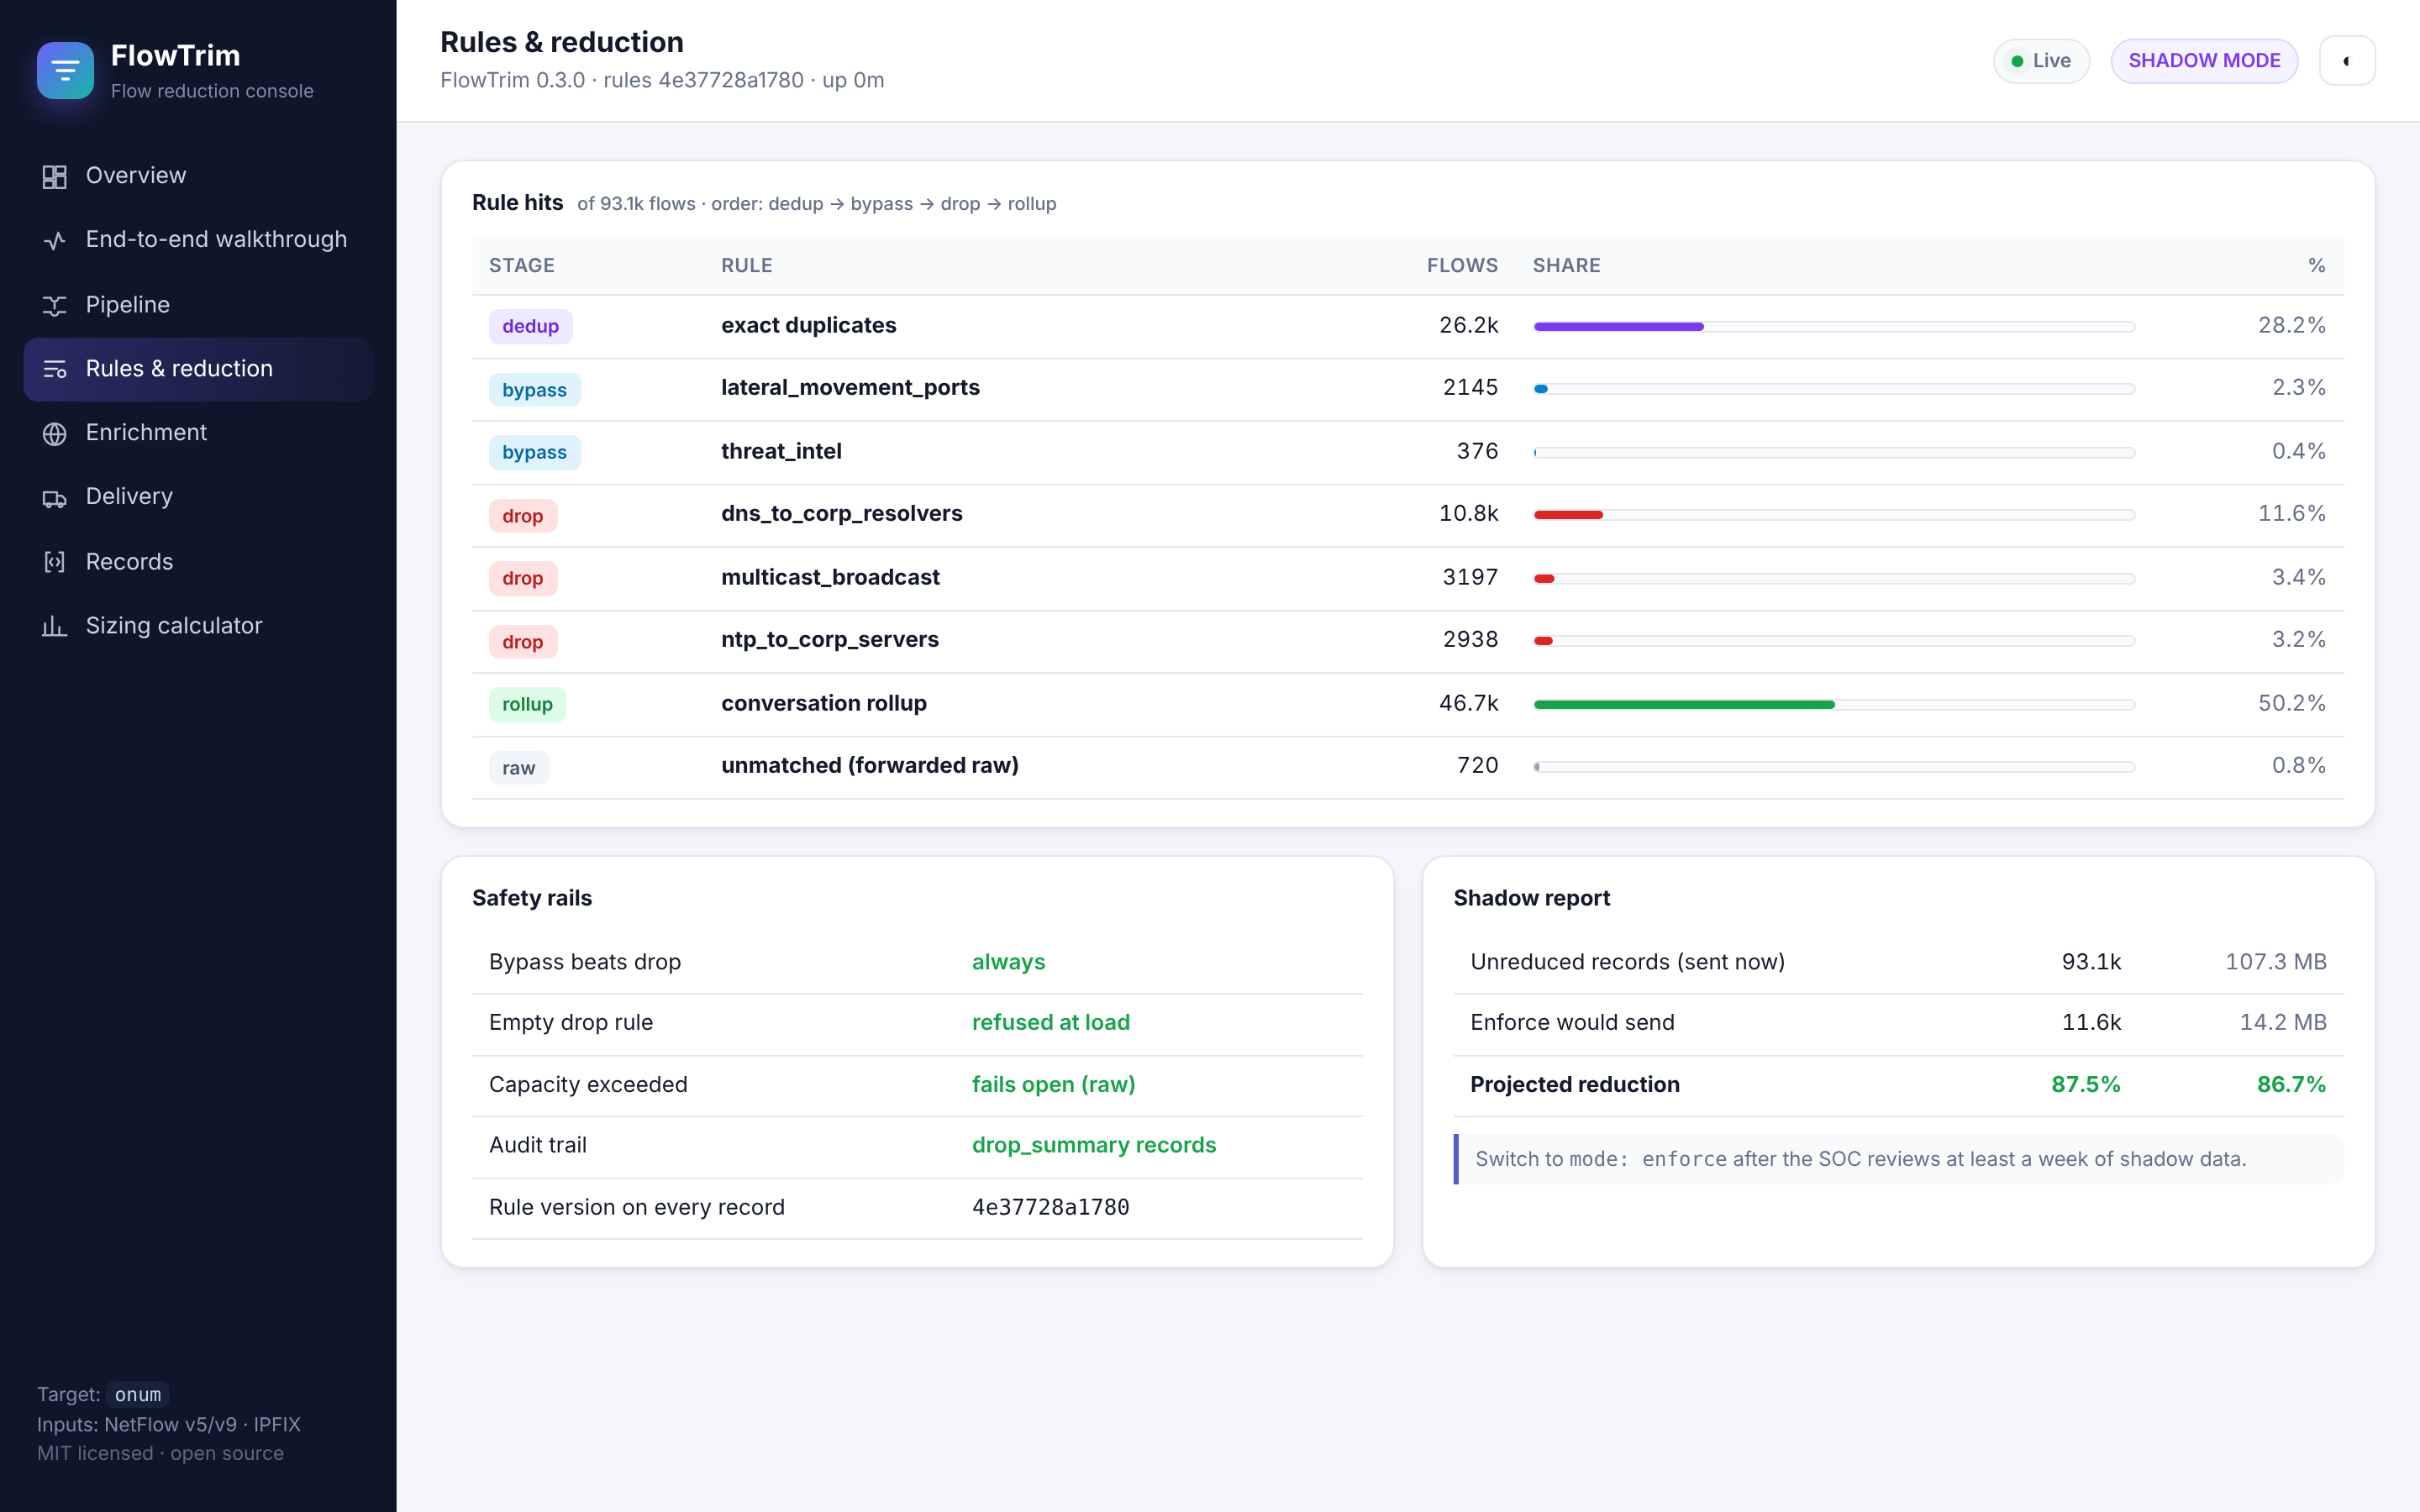 FlowTrim
Flow reduction console
Overview
End-to-end walkthrough
Pipeline
Rules & reduction
Enrichment
Delivery
Records
Sizing calculator
Target: onum
Inputs: NetFlow v5/v9 · IPFIX
MIT licensed · open source
Rules & reduction
FlowTrim 0.3.0 · rules 4e37728a1780 · up 0m
Live
SHADOW MODE
Rule hits of 93.1k flows · order: dedup → bypass → drop → rollup
STAGE RULE FLOWS SHARE %
dedup exact duplicates 26.2k 28.2%
bypass lateral_movement_ports 2145 2.3%
bypass threat_intel 376 0.4%
drop dns_to_corp_resolvers 10.8k 11.6%
drop multicast_broadcast 3197 3.4%
drop ntp_to_corp_servers 2938 3.2%
rollup conversation rollup 46.7k 50.2%
raw unmatched (forwarded raw) 720 0.8%
Safety rails
Bypass beats drop always
Empty drop rule refused at load
Capacity exceeded fails open (raw)
Audit trail drop_summary records
Rule version on every record 4e37728a1780
Shadow report
Unreduced records (sent now) 93.1k 107.3 MB
Enforce would send 11.6k 14.2 MB
Projected reduction 87.5% 86.7%
Switch to mode: enforce after the SOC reviews at least a week of shadow data.